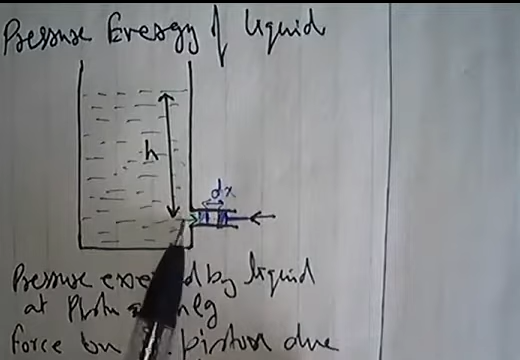 Pressure Energy of liquid
h
dx
Pressure exerted by liquid
at
force on piston due